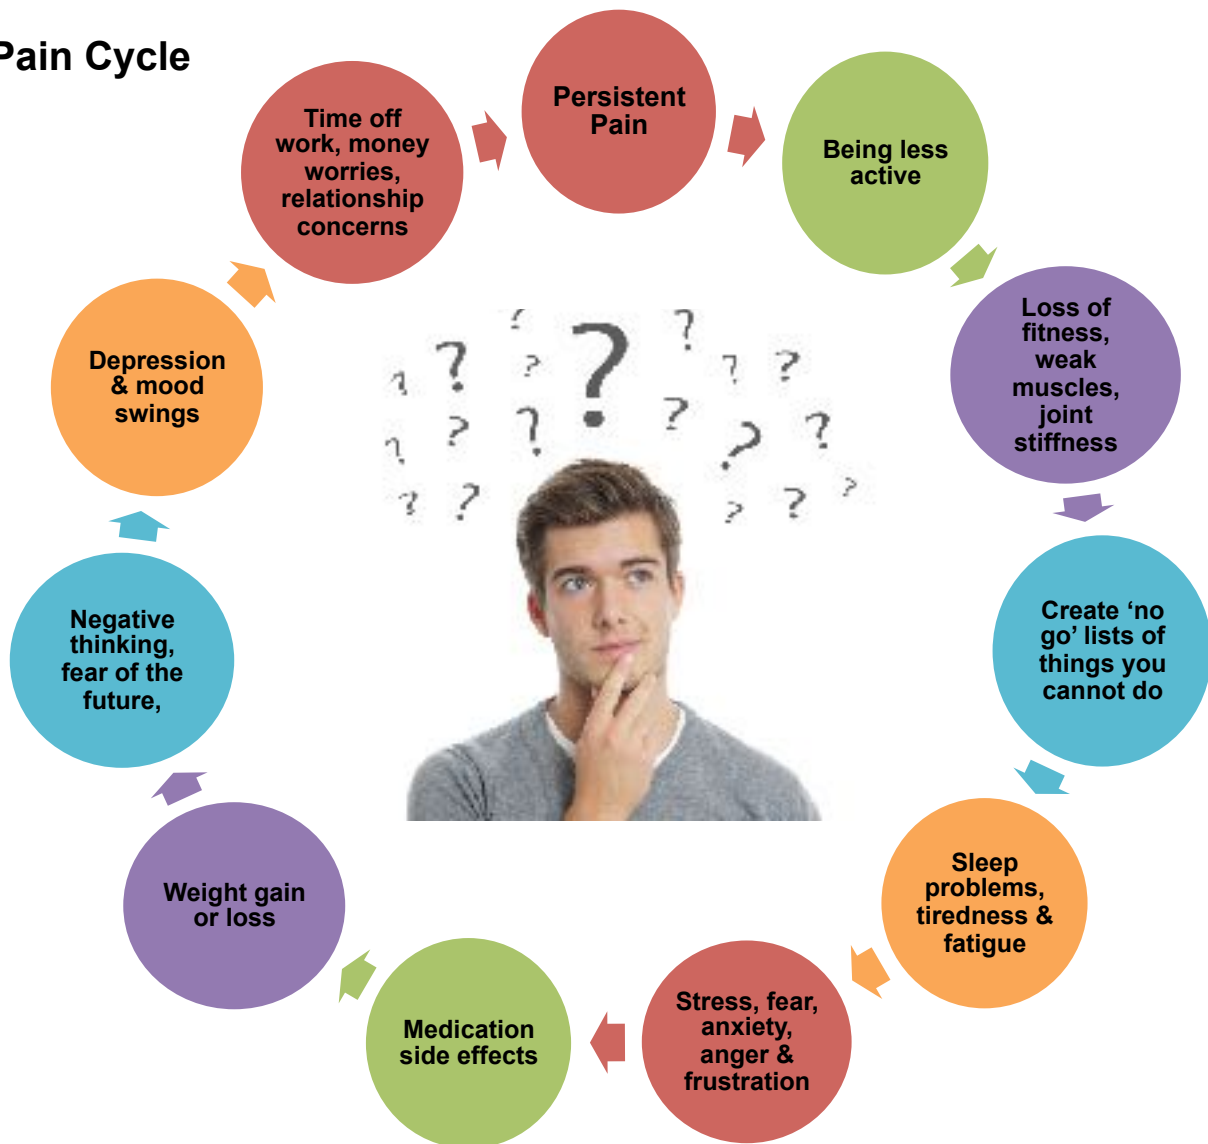 Pain Cycle
Persistent
Pain
Being less
active
Loss of
fitness,
weak
muscles,
joint
stiffness
Create ‘no
go’ lists of
things you
cannot do
Sleep
problems,
tiredness &
fatigue
Stress, fear,
anxiety,
anger &
frustration
Medication
side effects
Weight gain
or loss
Negative
thinking,
fear of the
future,
Depression
& mood
swings
Time off
work, money
worries,
relationship
concerns
? ? ? ? ? ? ? ? ? ? ? ? ? ? ? ? ? ? ? ?